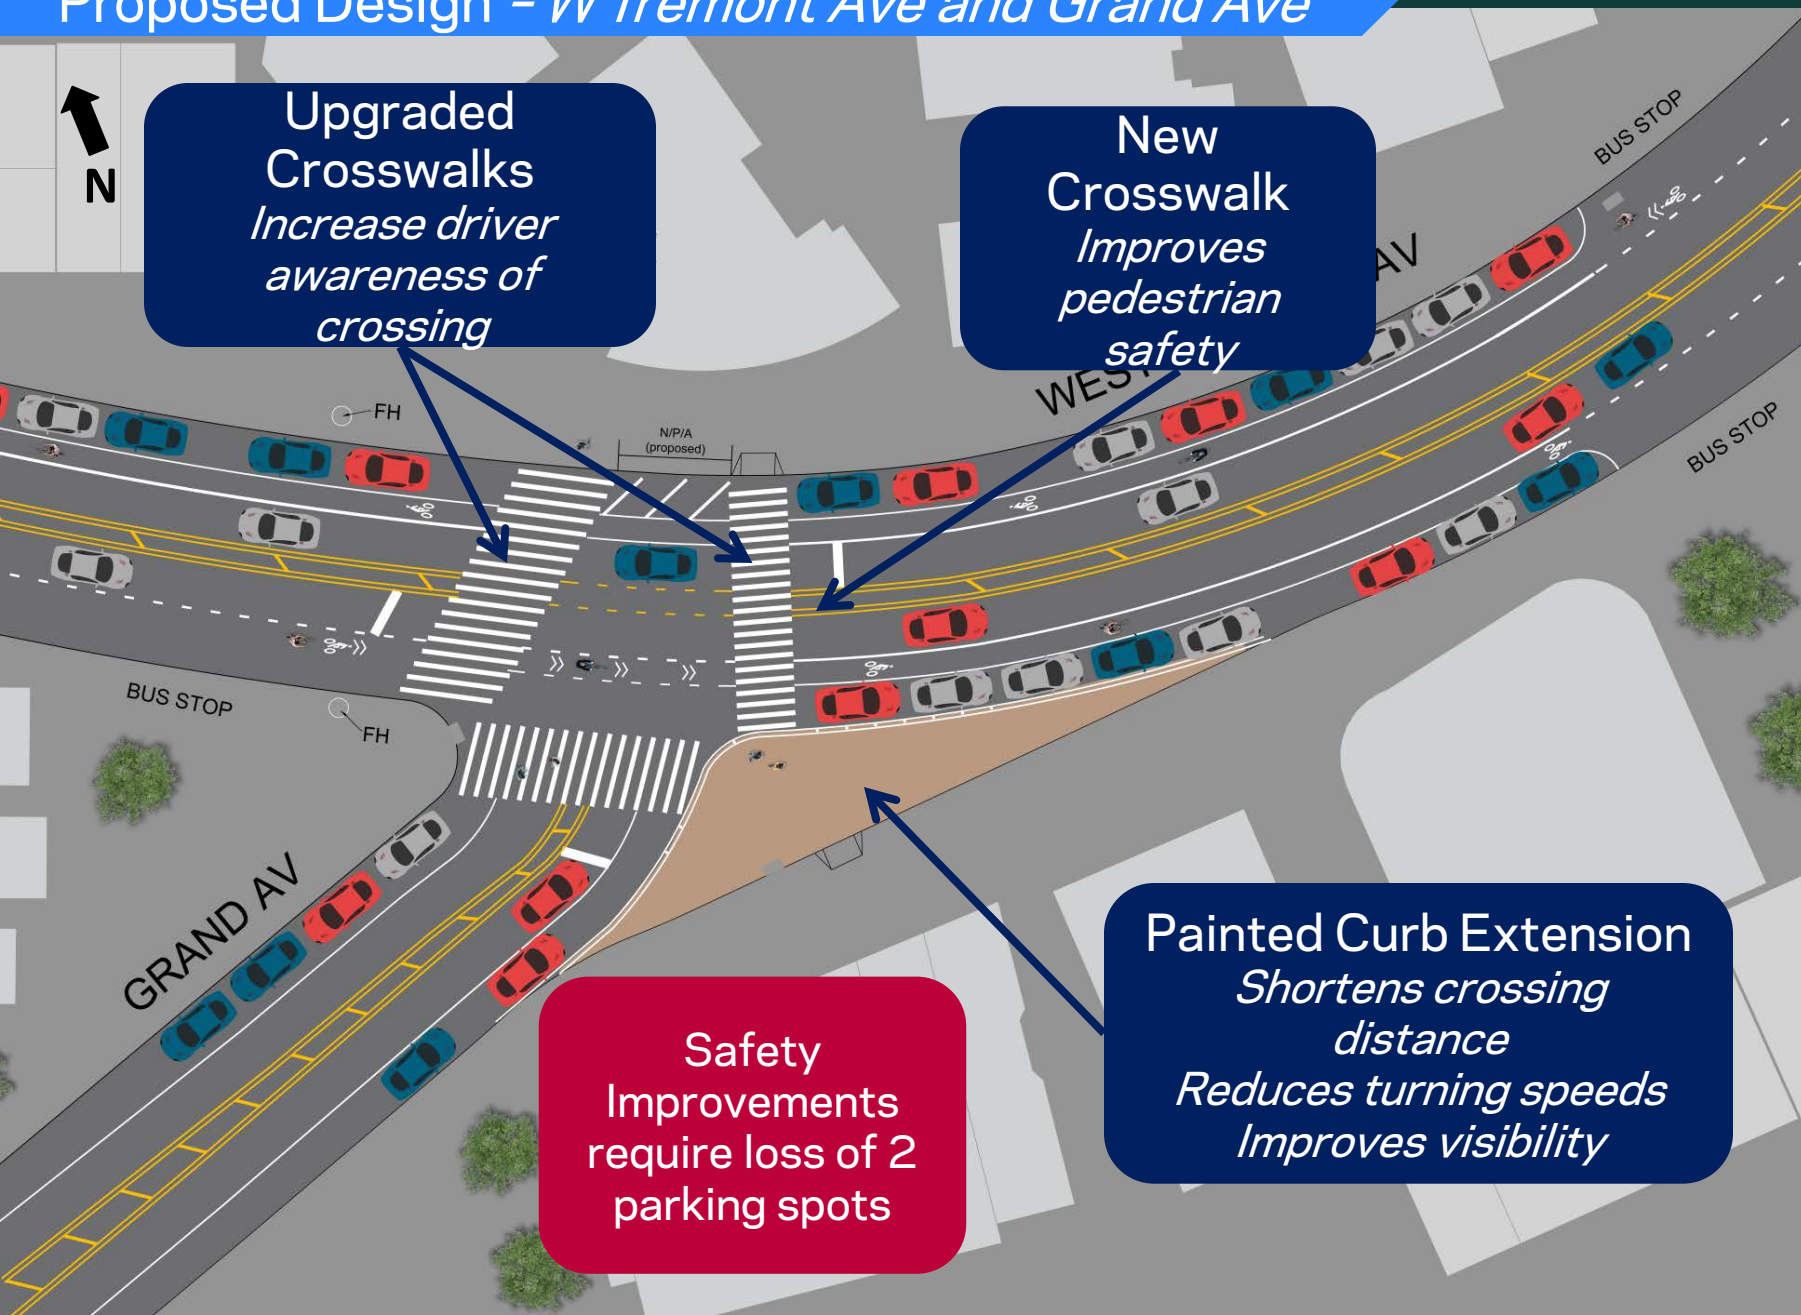 Proposed Design – W Tremont Ave and Grand Ave
N
Upgraded
Crosswalks
Increase driver
awareness of
crossing
New
Crosswalk
Improves
pedestrian
safety
BUS STOP
AV
WEST
FH
N/P/A
(proposed)
BUS STOP
BUS STOP
FH
GRAND AV
Painted Curb Extension
Shortens crossing
distance
Reduces turning speeds
Improves visibility
Safety
Improvements
require loss of 2
parking spots